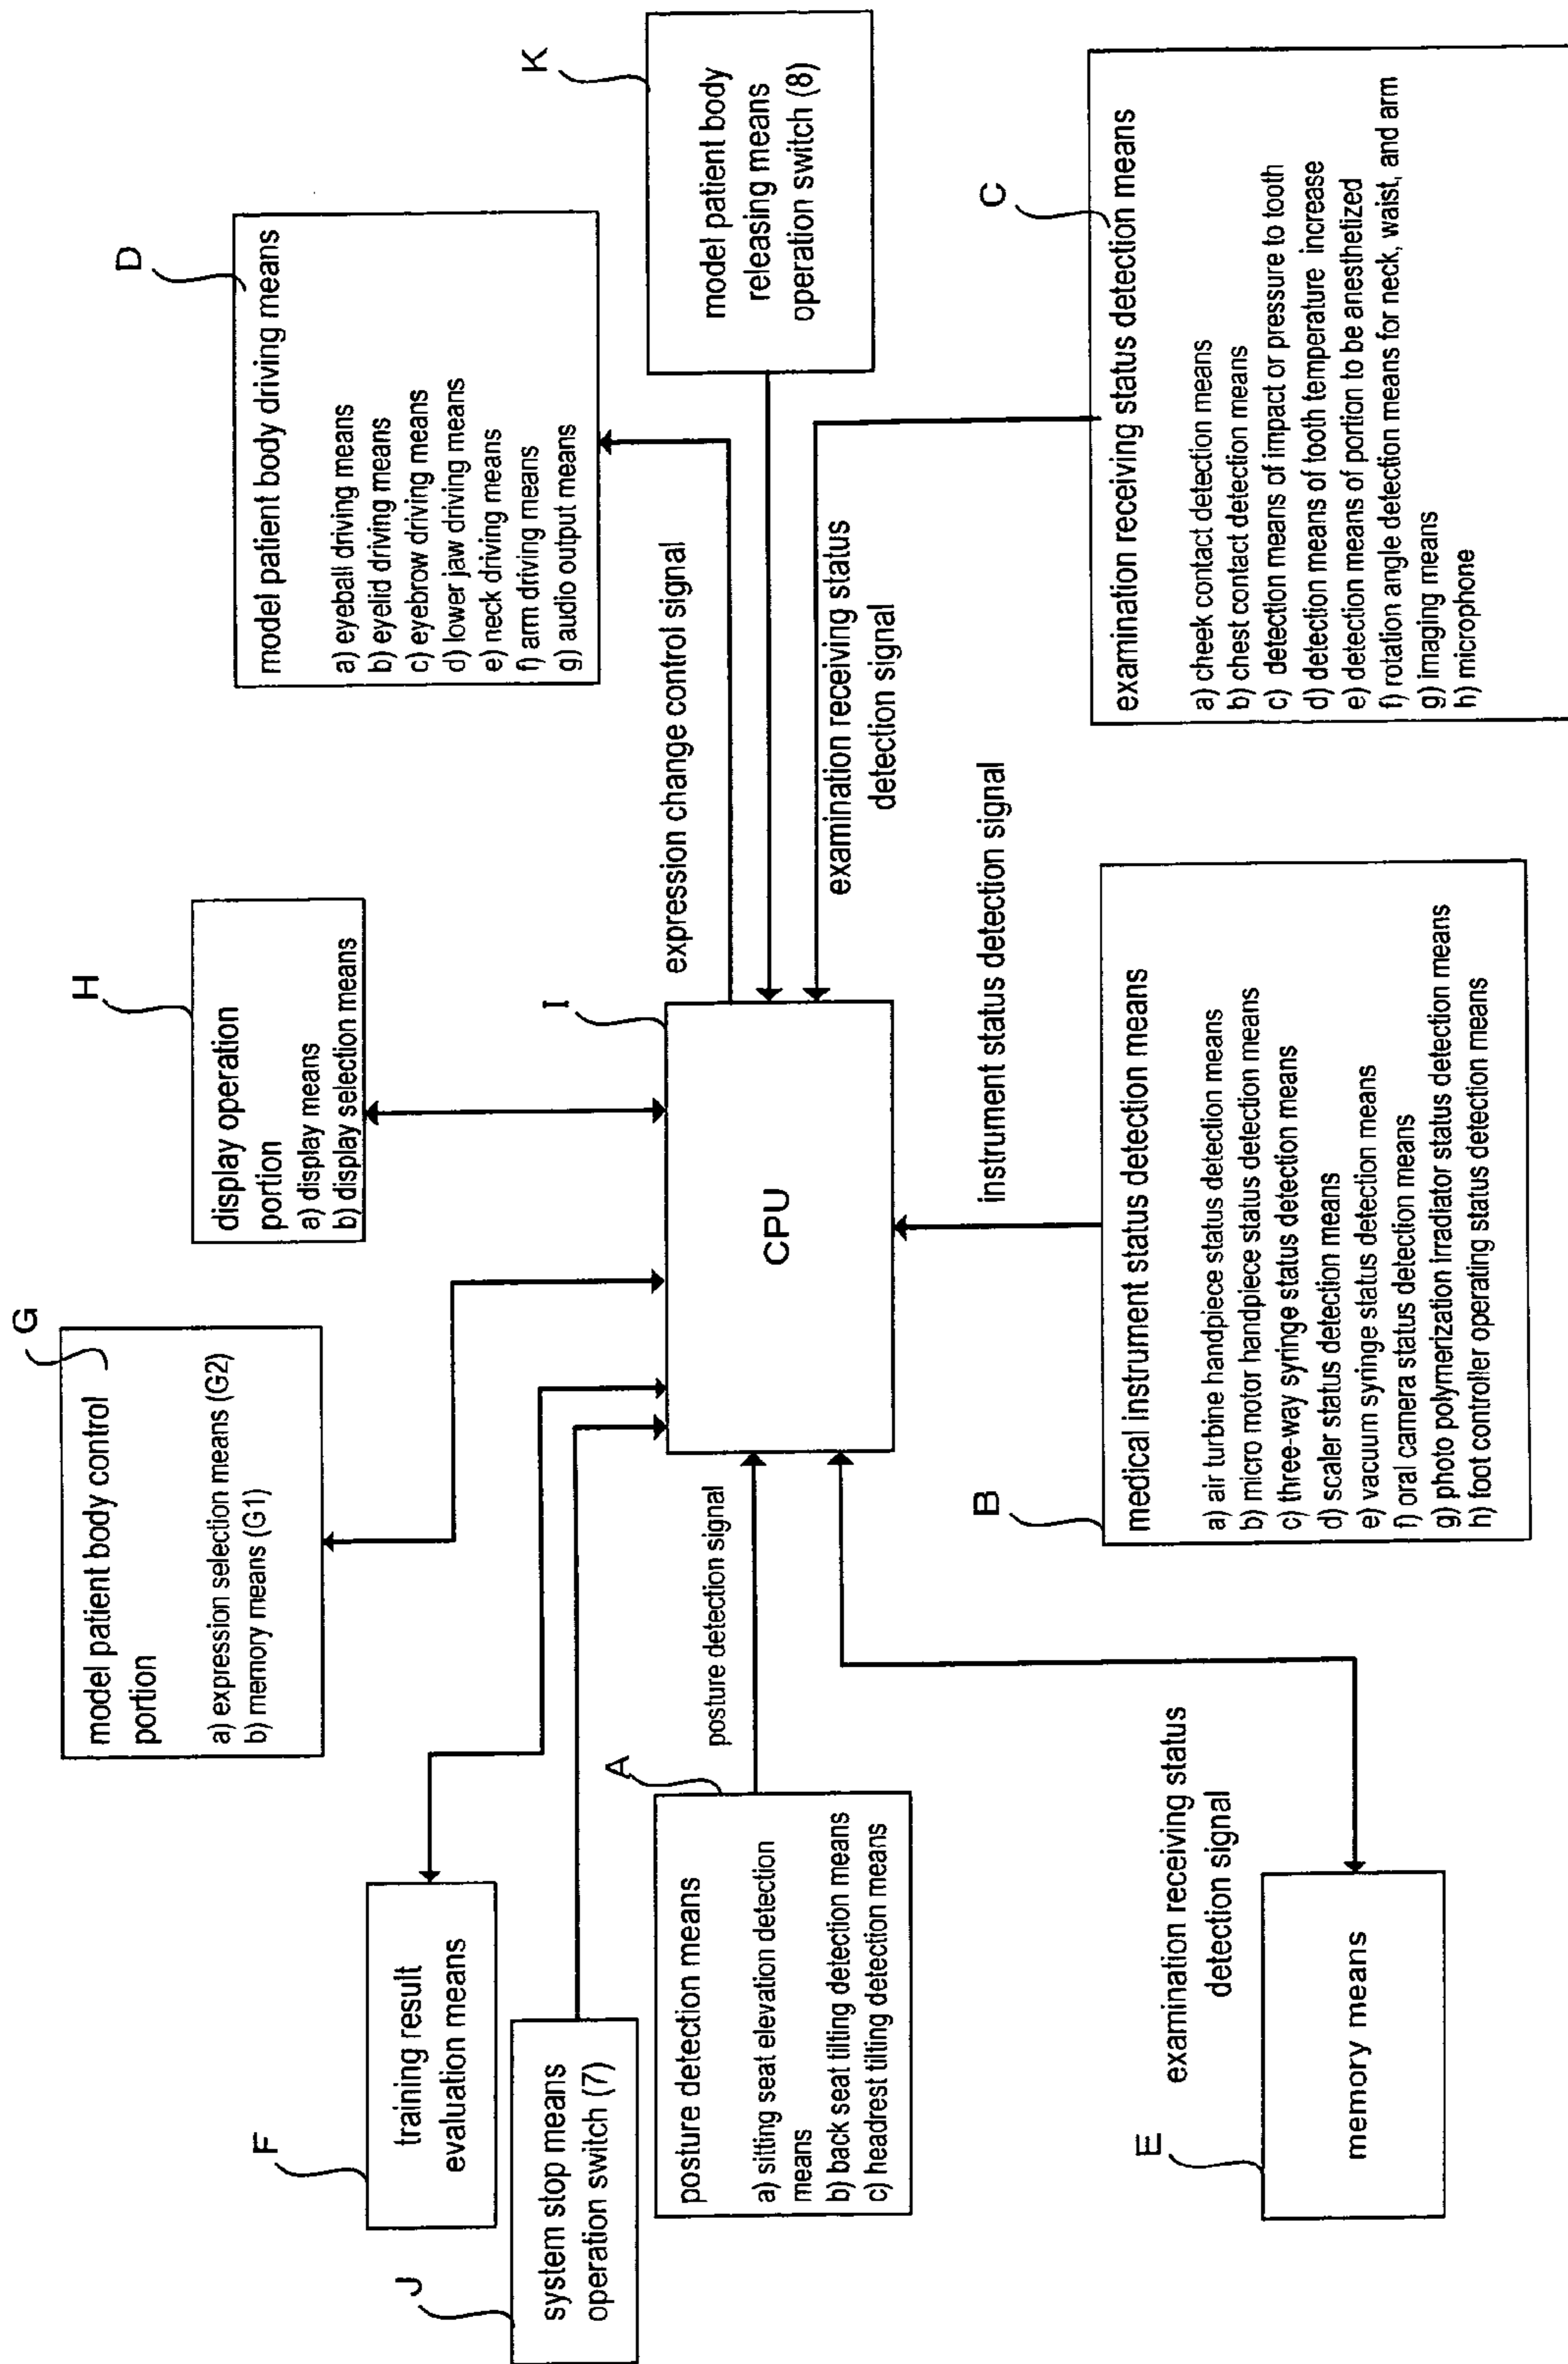 G
model patient body control
portion
a) expression selection means (G2)
b) memory means (G1)
H
display operation
portion
a) display means
b) display selection means
D
model patient body driving means
a) eyeball driving means
b) eyelid driving means
c) eyebrow driving means
d) lower jaw driving means
e) neck driving means
f) arm driving means
g) audio output means
F
training result
evaluation means
J
system stop means
operation switch (7)
K
model patient body
releasing means
operation switch (8)
expression change control signal
I
CPU
examination receiving status
detection signal
A
posture detection means
a) sitting seat elevation detection
means
b) back seat tilting detection means
c) headrest tilting detection means
posture detection signal
instrument status detection signal
E
memory means
examination receiving status
detection signal
B
medical instrument status detection means
a) air turbine handpiece status detection means
b) micro motor handpiece status detection means
c) three-way syringe status detection means
d) scaler status detection means
e) vacuum syringe status detection means
f) oral camera status detection means
g) photo polymerization irradiator status detection means
h) foot controller operating status detection means
C
examination receiving status detection means
a) cheek contact detection means
b) chest contact detection means
c) detection means of impact or pressure to tooth
d) detection means of tooth temperature increase
e) detection means of portion to be anesthetized
f) rotation angle detection means for neck, waist, and arm
g) imaging means
h) microphone